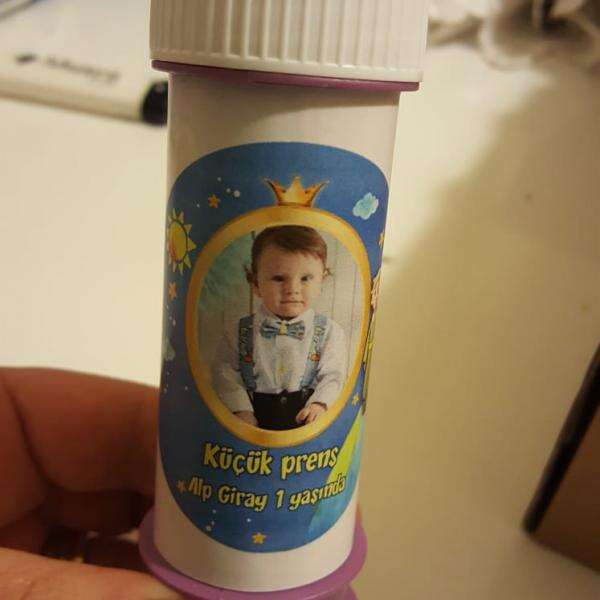 Küçük prens
Alp Giray 1 yaşında